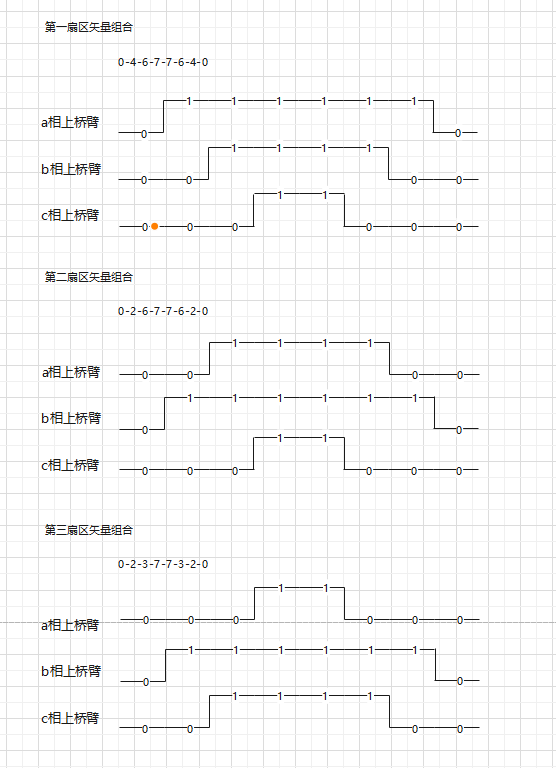 第一扇区矢量组合
0-4-6-7-7-6-4-0
a相上桥臂 0 1 1 1 1 1 1 0
b相上桥臂 0 0 1 1 1 1 0 0
c相上桥臂 0 0 0 1 1 0 0 0
第二扇区矢量组合
0-2-6-7-7-6-2-0
a相上桥臂 0 0 1 1 1 1 0 0
b相上桥臂 0 1 1 1 1 1 1 0
c相上桥臂 0 0 0 1 1 0 0 0
第三扇区矢量组合
0-2-3-7-7-3-2-0
a相上桥臂 0 0 0 1 1 0 0 0
b相上桥臂 0 1 1 1 1 1 1 0
c相上桥臂 0 0 1 1 1 1 0 0